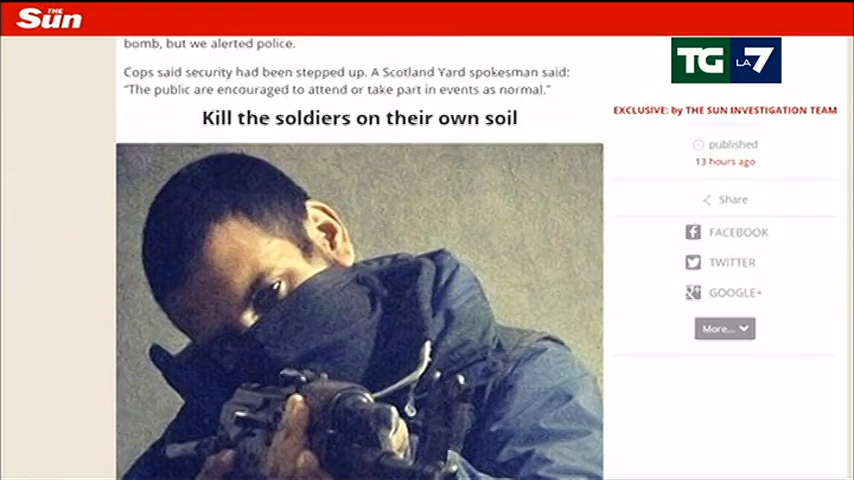 THE
Sun
bomb, but we alerted police.
Cops said security had been stepped up. A Scotland Yard spokesman said:
"The public are encouraged to attend or take part in events as normal."
Kill the soldiers on their own soil
TG LA7
EXCLUSIVE: by THE SUN INVESTIGATION TEAM
published
13 hours ago
Share
FACEBOOK
TWITTER
GOOGLE+
More...